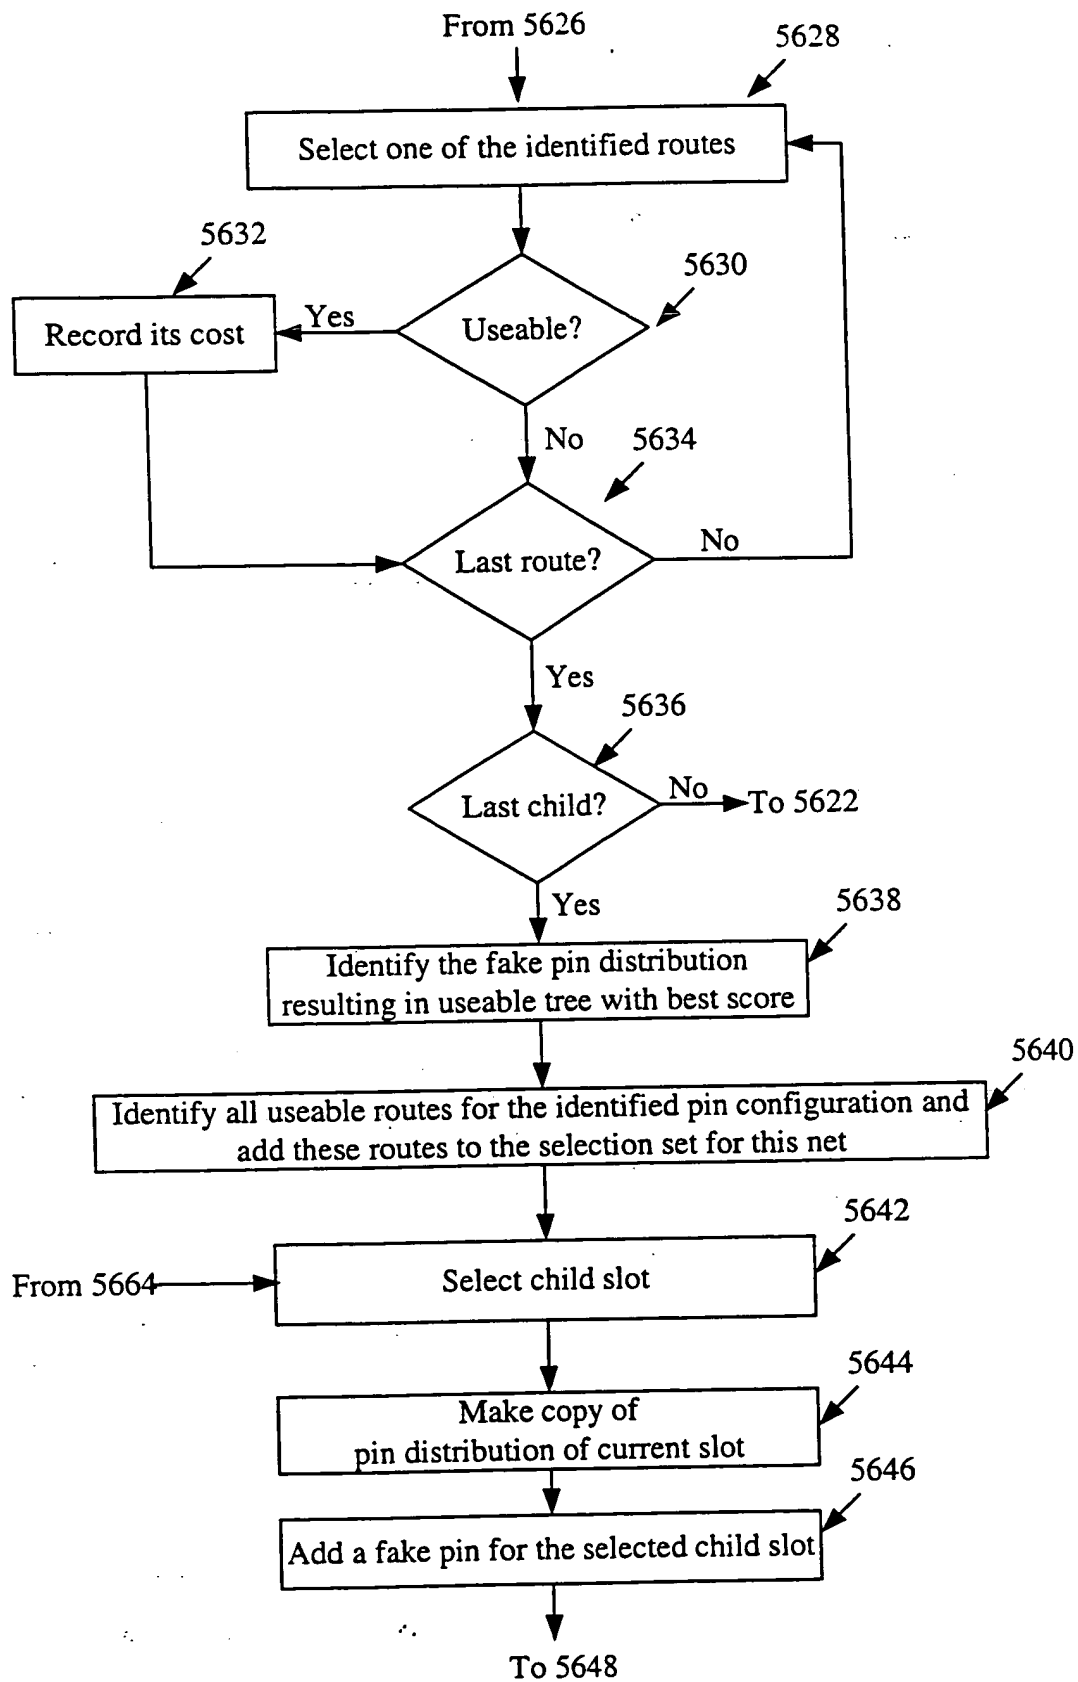 From 5626
5628
Select one of the identified routes
5632
5630
Record its cost
Yes
Useable?
No
5634
Last route?
No
Yes
5636
Last child?
No
To 5622
Yes
5638
Identify the fake pin distribution
resulting in useable tree with best score
5640
Identify all useable routes for the identified pin configuration and
add these routes to the selection set for this net
5642
From 5664
Select child slot
5644
Make copy of
pin distribution of current slot
5646
Add a fake pin for the selected child slot
To 5648